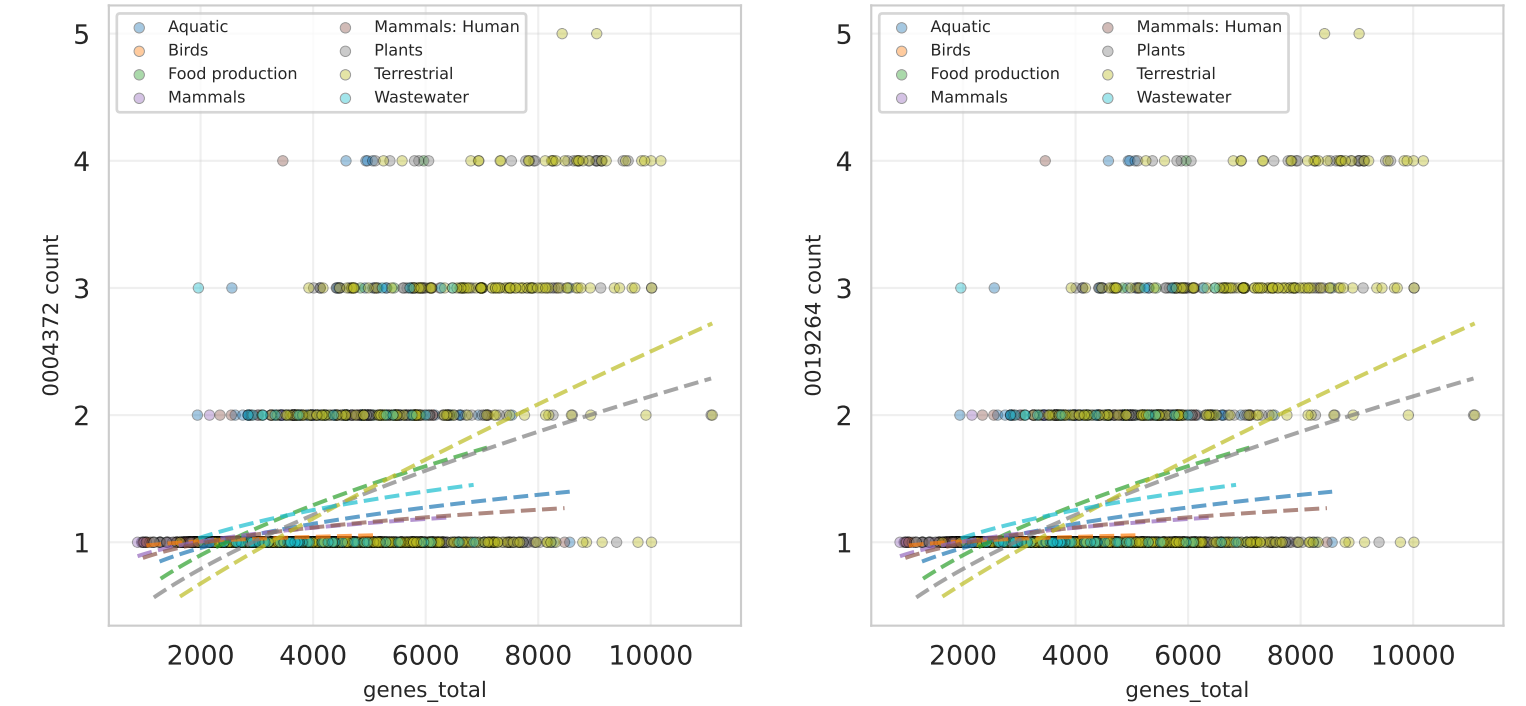 5
4
3
2
1
0004372 count
Aquatic
Birds
Food production
Mammals
Mammals: Human
Plants
Terrestrial
Wastewater
2000 4000 6000 8000 10000
genes_total
5
4
3
2
1
0019264 count
Aquatic
Birds
Food production
Mammals
Mammals: Human
Plants
Terrestrial
Wastewater
2000 4000 6000 8000 10000
genes_total